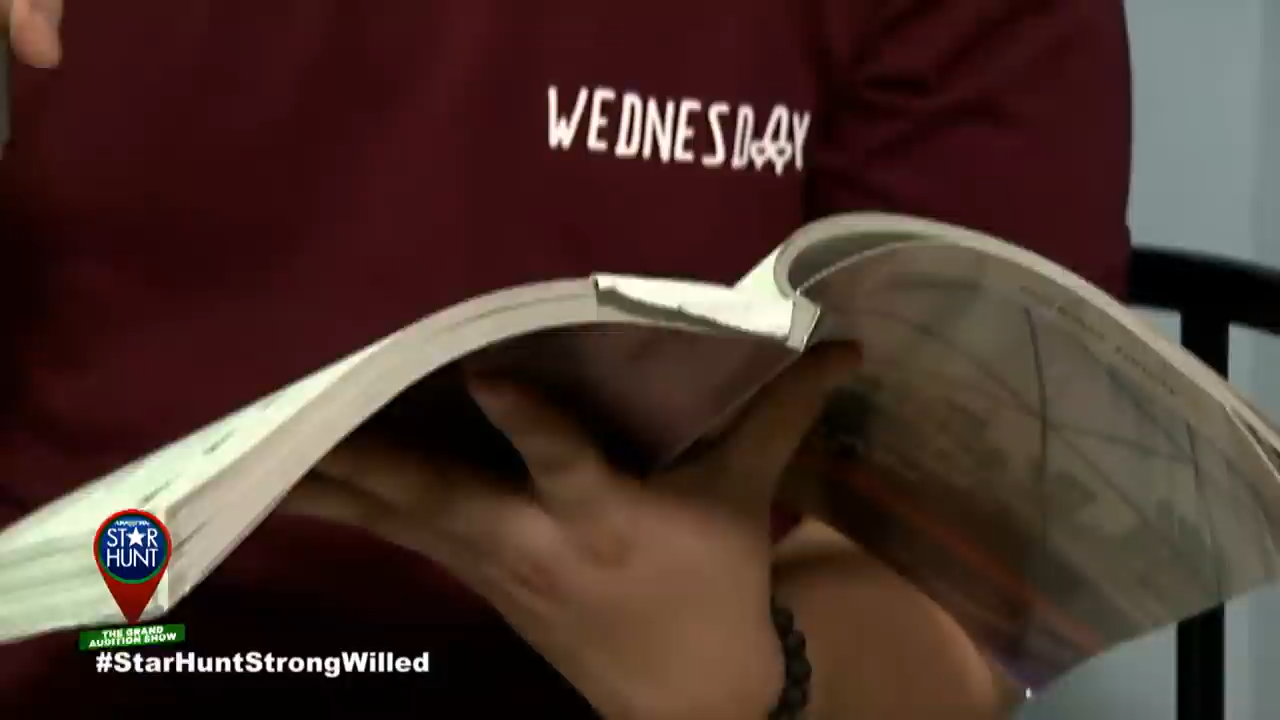 WEDNESDAY
STAR
HUNT
THE GRAND
AUDITION SHOW
#StarHuntStrongWilled